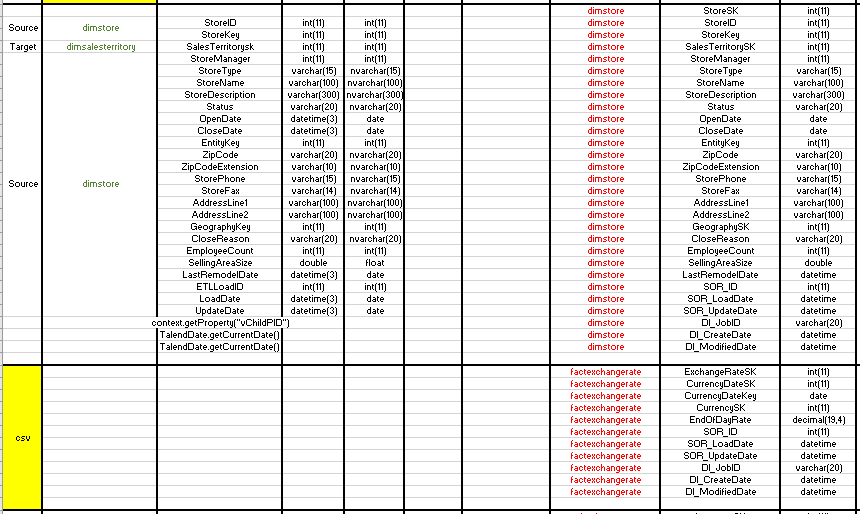 dimstore StoreSK int(11)
Source dimstore StoreID int(11) int(11) dimstore StoreID int(11)
StoreKey int(11) int(11) dimstore StoreKey int(11)
Target dimsalesterritory SalesTerritorysk int(11) int(11) dimstore SalesTerritorySK int(11)
StoreManager int(11) int(11) dimstore StoreManager int(11)
StoreType varchar(15) nvarchar(15) dimstore StoreType varchar(15)
StoreName varchar(100) nvarchar(100) dimstore StoreName varchar(100)
StoreDescription varchar(300) nvarchar(300) dimstore StoreDescription varchar(300)
Status varchar(20) nvarchar(20) dimstore Status varchar(20)
OpenDate datetime(3) date dimstore OpenDate date
CloseDate datetime(3) date dimstore CloseDate date
EntityKey int(11) int(11) dimstore EntityKey int(11)
ZipCode varchar(20) nvarchar(20) dimstore ZipCode varchar(20)
ZipCodeExtension varchar(10) nvarchar(10) dimstore ZipCodeExtension varchar(10)
Source dimstore StorePhone varchar(15) nvarchar(15) dimstore StorePhone varchar(15)
StoreFax varchar(14) nvarchar(14) dimstore StoreFax varchar(14)
AddressLine1 varchar(100) nvarchar(100) dimstore AddressLine1 varchar(100)
AddressLine2 varchar(100) nvarchar(100) dimstore AddressLine2 varchar(100)
GeographyKey int(11) int(11) dimstore GeographySK int(11)
CloseReason varchar(20) nvarchar(20) dimstore CloseReason varchar(20)
EmployeeCount int(11) int(11) dimstore EmployeeCount int(11)
SellingAreaSize double float dimstore SellingAreaSize double
LastRemodelDate datetime(3) date dimstore LastRemodelDate datetime
ETLLoadID int(11) int(11) dimstore SOR_ID int(11)
LoadDate datetime(3) date dimstore SOR_LoadDate datetime
UpdateDate datetime(3) date dimstore SOR_UpdateDate datetime
context.getProperty("vChildPID") dimstore DI_JobID varchar(20)
TalendDate.getCurrentDate() dimstore DI_CreateDate datetime
TalendDate.getCurrentDate() dimstore DI_ModifiedDate datetime
factexchangerate ExchangeRateSK int(11)
factexchangerate CurrencyDateSK int(11)
factexchangerate CurrencyDateKey date
factexchangerate CurrencySK int(11)
factexchangerate EndOfDayRate decimal(19,4)
csv factexchangerate SOR_ID int(11)
factexchangerate SOR_LoadDate datetime
factexchangerate SOR_UpdateDate datetime
factexchangerate DI_JobID varchar(20)
factexchangerate DI_CreateDate datetime
factexchangerate DI_ModifiedDate datetime